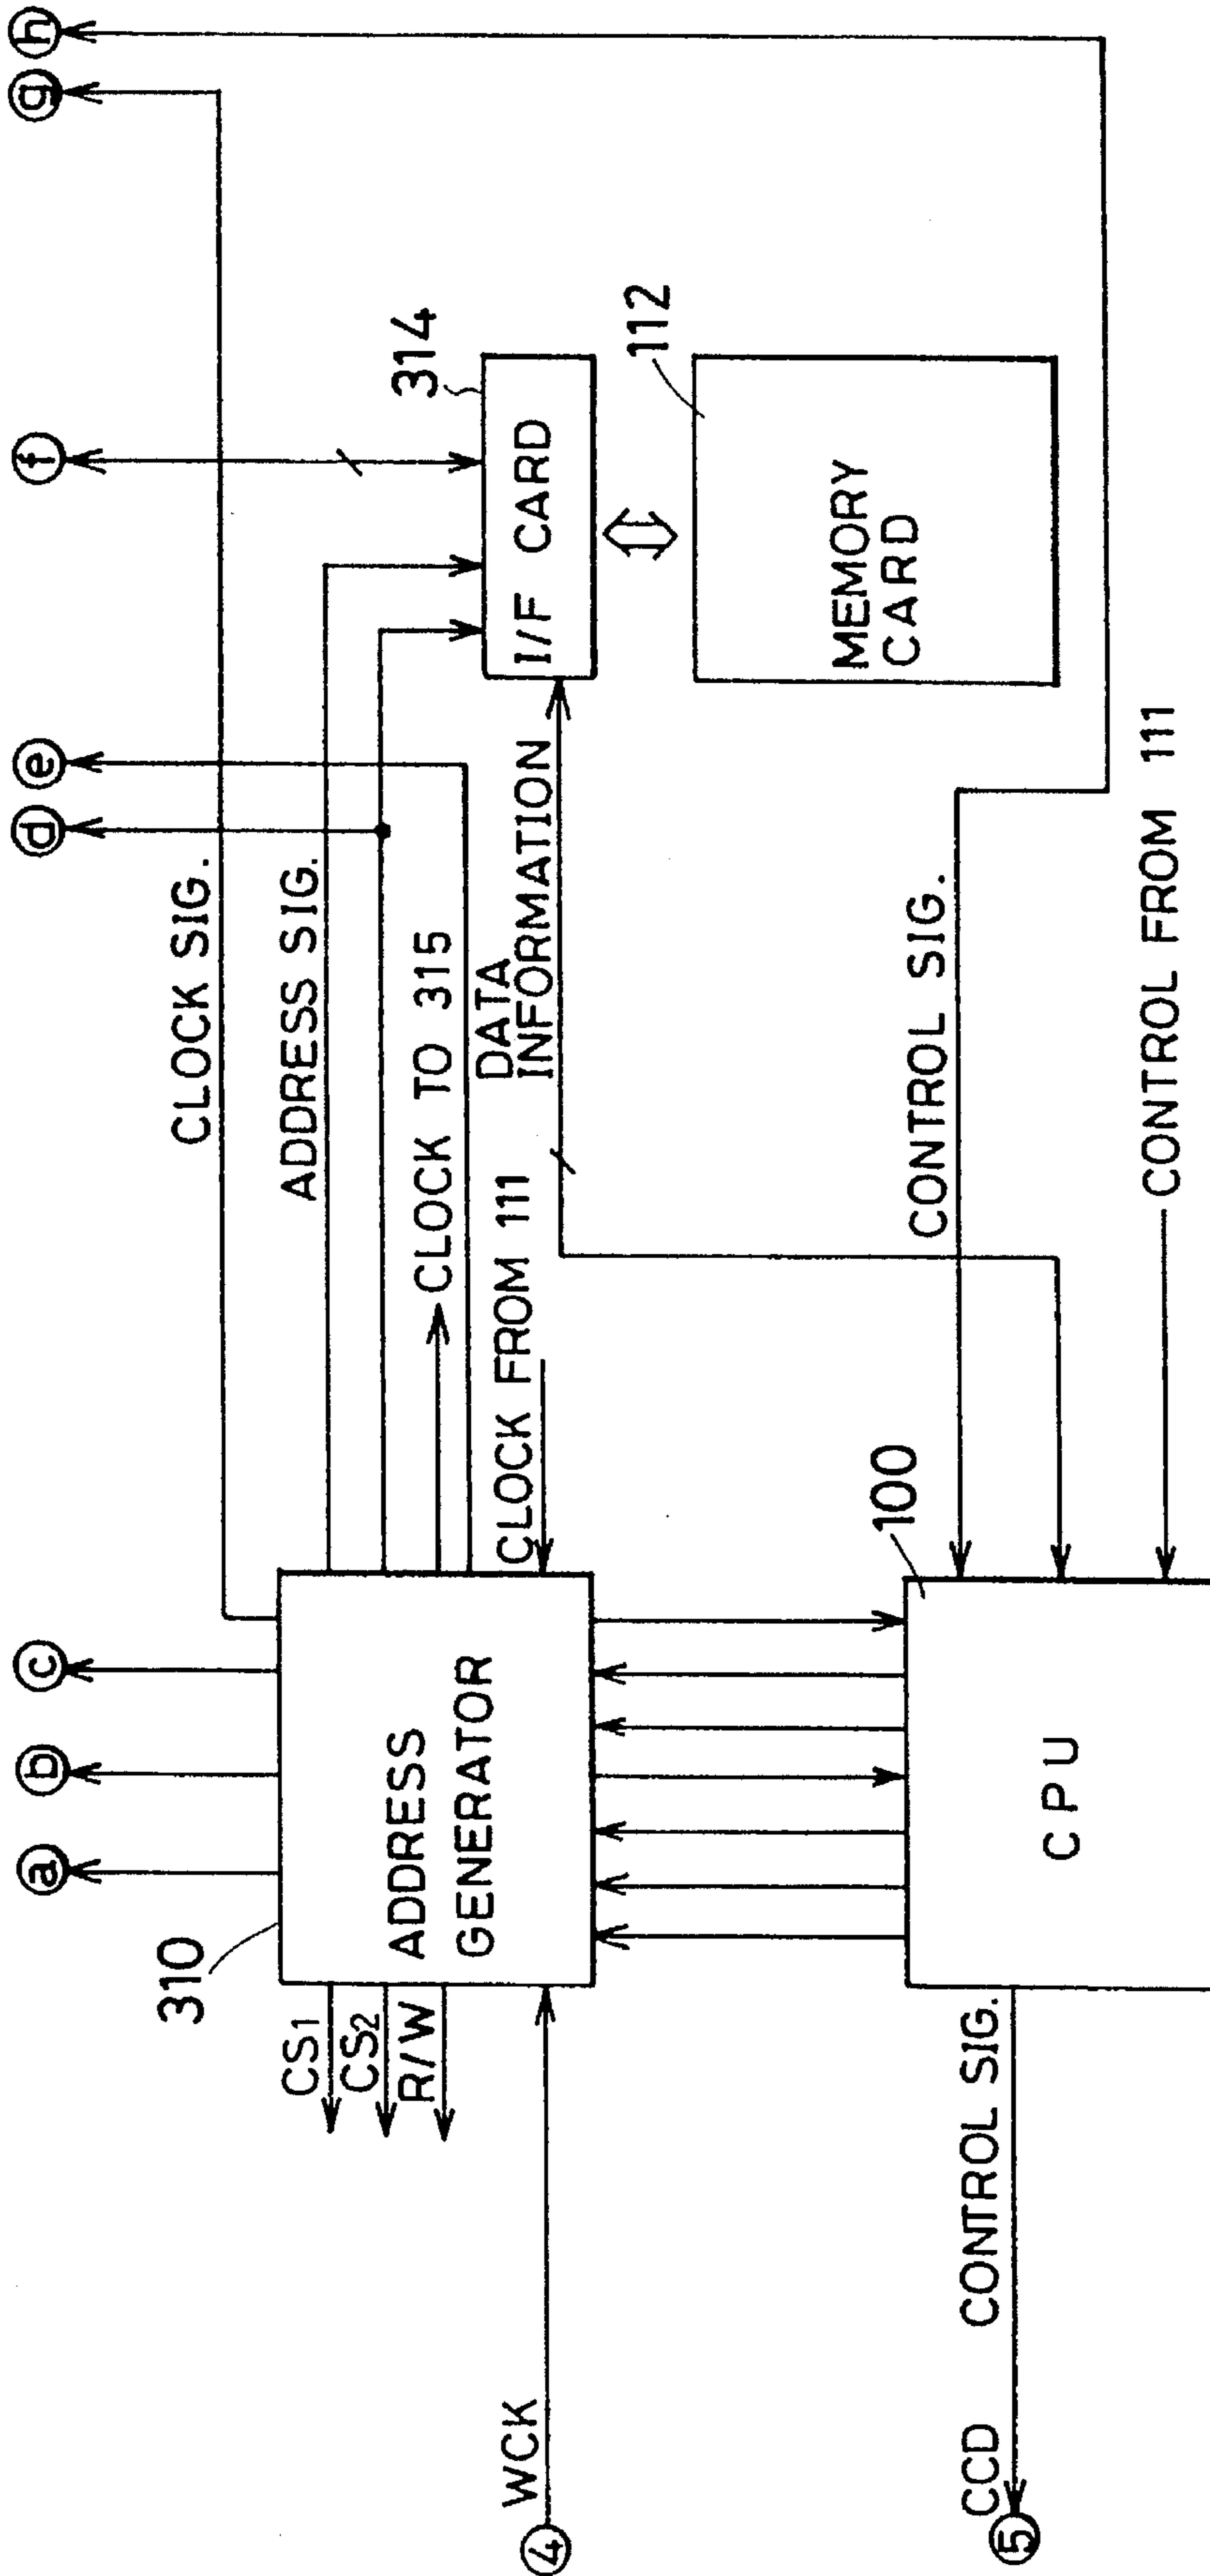 a
b
c
d
e
f
g
h
CLOCK SIG.
ADDRESS SIG.
CLOCK TO 315
DATA
INFORMATION
CLOCK FROM 111
310
CS1
CS2
R/W
ADDRESS
GENERATOR
314
I/F CARD
112
MEMORY
CARD
4
WCK
CONTROL SIG.
100
CPU
CONTROL FROM 111
5
CCD CONTROL SIG.